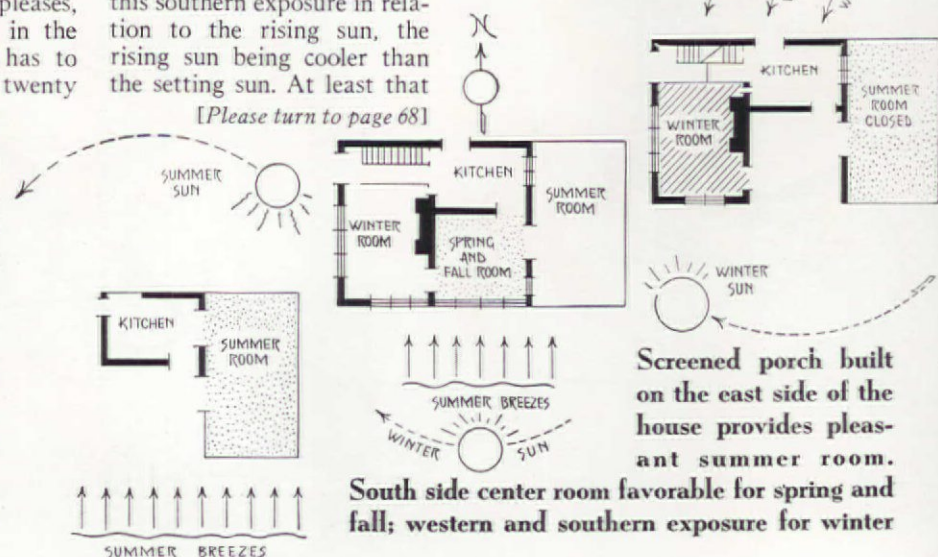 pleases,
in the
has to
twenty
this southern exposure in rela-
tion to the rising sun, the
rising sun being cooler than
the setting sun. At least that
[Please turn to page 68]
SUMMER
SUN
KITCHEN
SUMMER
ROOM
SUMMER BREEZES
N
KITCHEN
WINTER
ROOM
SPRING
AND
FALL ROOM
SUMMER
ROOM
SUMMER BREEZES
WINTER SUN
KITCHEN
WINTER
ROOM
SUMMER
ROOM
CLOSED
WINTER
SUN
Screened porch built
on the east side of the
house provides pleas-
ant summer room.
South side center room favorable for spring and
fall; western and southern exposure for winter